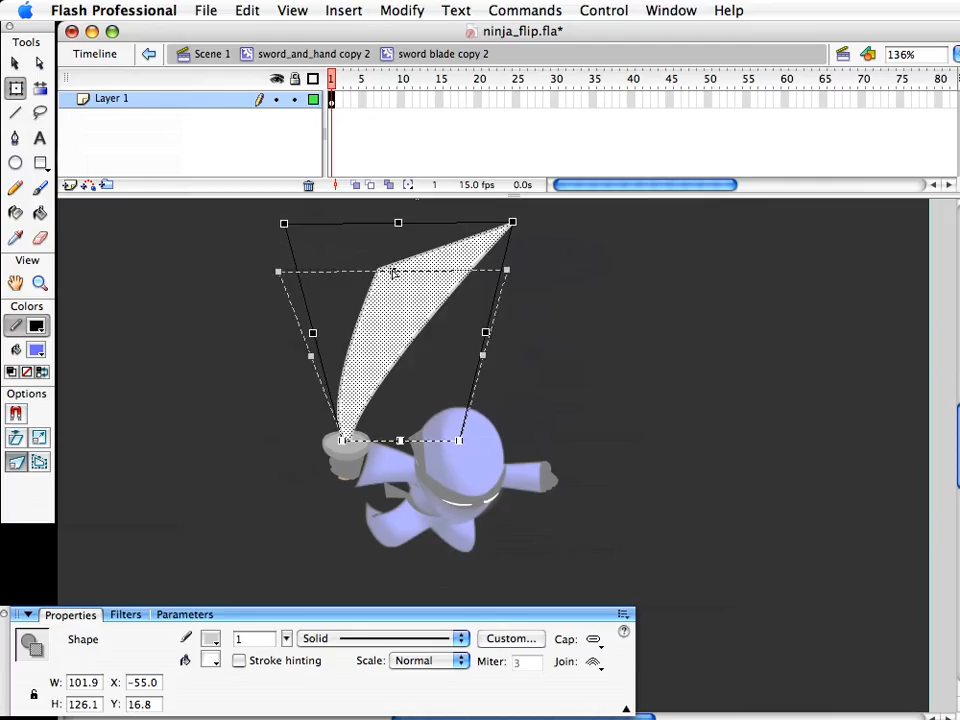 Flash Professional File Edit View Insert Modify Text Commands Control Window Help
ninja_flip.fla*
Timeline Scene 1 sword_and_hand copy 2 sword blade copy 2 136%
Tools
1 5 10 15 20 25 30 35 40 45 50 55 60 65 70 75 80
Layer 1
1 15.0 fps 0.0s
View
Colors
Options
Properties Filters Parameters
Shape 1 Solid Custom... Cap:
Stroke hinting Scale: Normal Miter: 3 Join:
W: 101.9 X: -55.0
H: 126.1 Y: 16.8